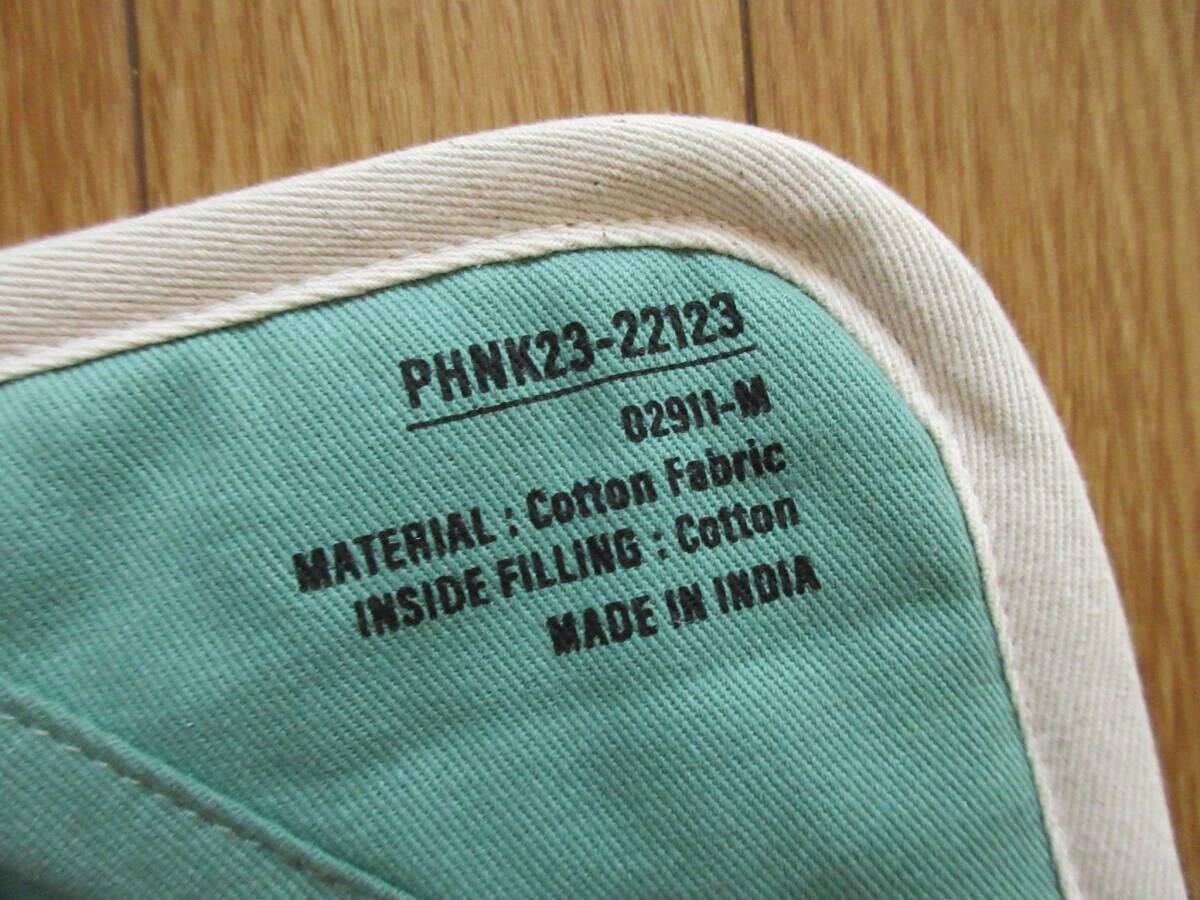 PHNK23-22123
02911-M
MATERIAL : Cotton Fabric
INSIDE FILLING : Cotton
MADE IN INDIA